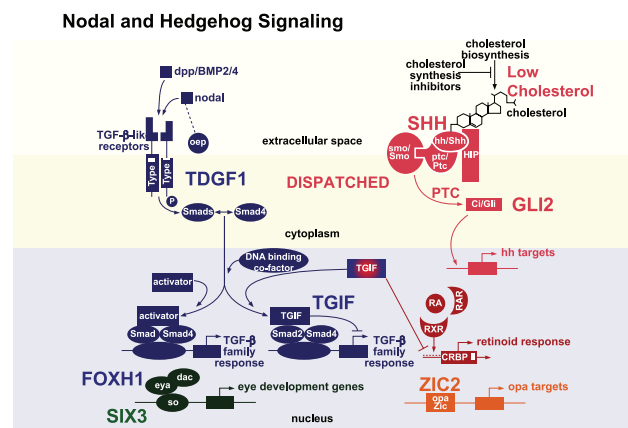 Nodal and Hedgehog Signaling
cholesterol
biosynthesis
dpp/BMP2/4
cholesterol
synthesis
inhibitors
Low
Cholesterol
nodal
cholesterol
TGF-β-like
receptors
oep
extracellular space
SHH
hh/Shh
smo/
Smo
ptc/
Ptc
HIP
Type I
Type I
TDGF1
DISPATCHED
PTC
P
Smads
Smad4
Ci/Gli
GLI2
cytoplasm
DNA binding
co-factor
TGIF
hh targets
activator
RA
RAR
TGIF
activator
TGIF
RXR
Smad
Smad4
Smad2
Smad4
TGF-β
family
response
TGF-β
family
response
retinoid response
CRBP
FOXH1
eya
dac
eye development genes
ZIC2
opa targets
SIX3
so
opa
Zic
nucleus